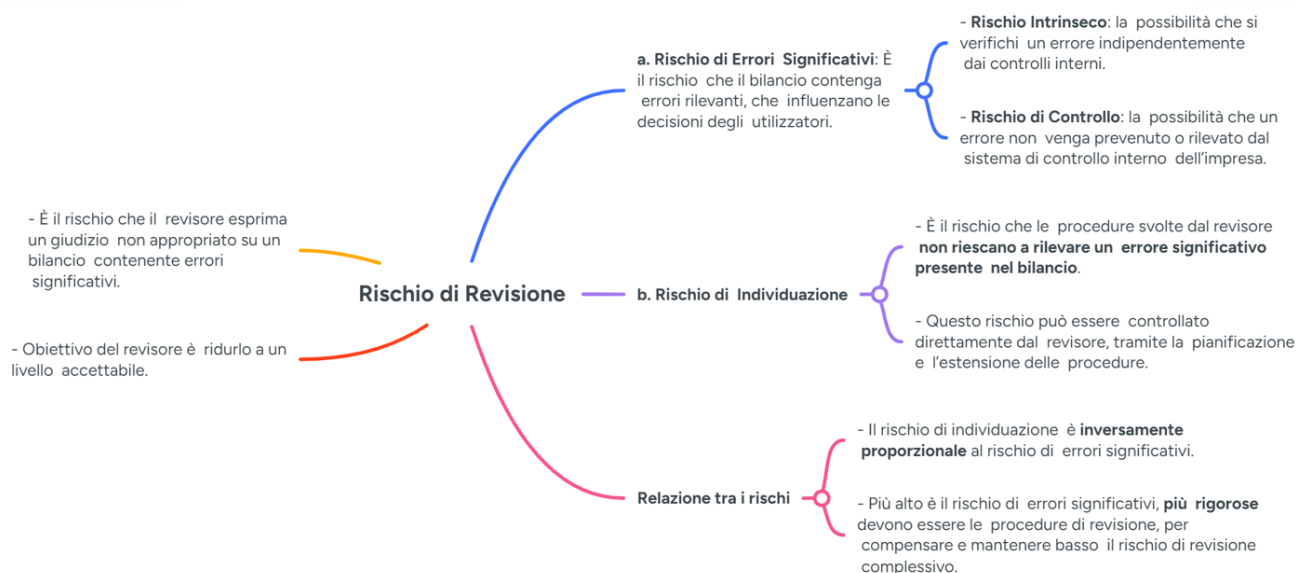 - È il rischio che il revisore esprima
un giudizio non appropriato su un
bilancio contenente errori
significativi.
- Obiettivo del revisore è ridurlo a un
livello accettabile.
Rischio di Revisione
a. Rischio di Errori Significativi: È
il rischio che il bilancio contenga
errori rilevanti, che influenzano le
decisioni degli utilizzatori.
- Rischio Intrinseco: la possibilità che si
verifichi un errore indipendentemente
dai controlli interni.
- Rischio di Controllo: la possibilità che un
errore non venga prevenuto o rilevato dal
sistema di controllo interno dell'impresa.
b. Rischio di Individuazione
- È il rischio che le procedure svolte dal revisore
non riescano a rilevare un errore significativo
presente nel bilancio.
- Questo rischio può essere controllato
direttamente dal revisore, tramite la pianificazione
e l'estensione delle procedure.
Relazione tra i rischi
- Il rischio di individuazione è inversamente
proporzionale al rischio di errori significativi.
- Più alto è il rischio di errori significativi, più rigorose
devono essere le procedure di revisione, per
compensare e mantenere basso il rischio di revisione
complessivo.